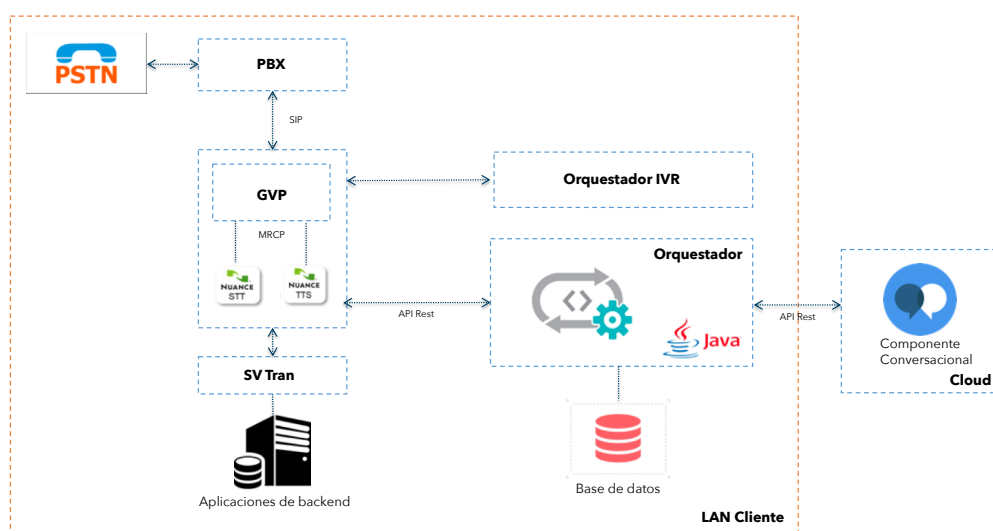 PSTN
PBX
SIP
GVP
Orquestador IVR
MRCP
NUANCE
STT
NUANCE
TTS
Orquestador
API Rest
Java
API Rest
Componente
Conversacional
Cloud
SV Tran
Aplicaciones de backend
Base de datos
LAN Cliente